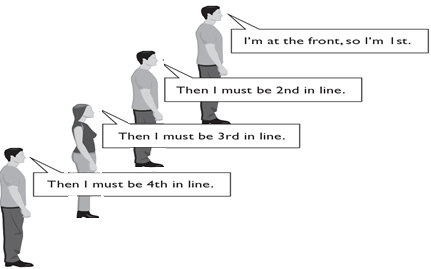 I'm at the front, so I'm 1st.
Then I must be 2nd in line.
Then I must be 3rd in line.
Then I must be 4th in line.